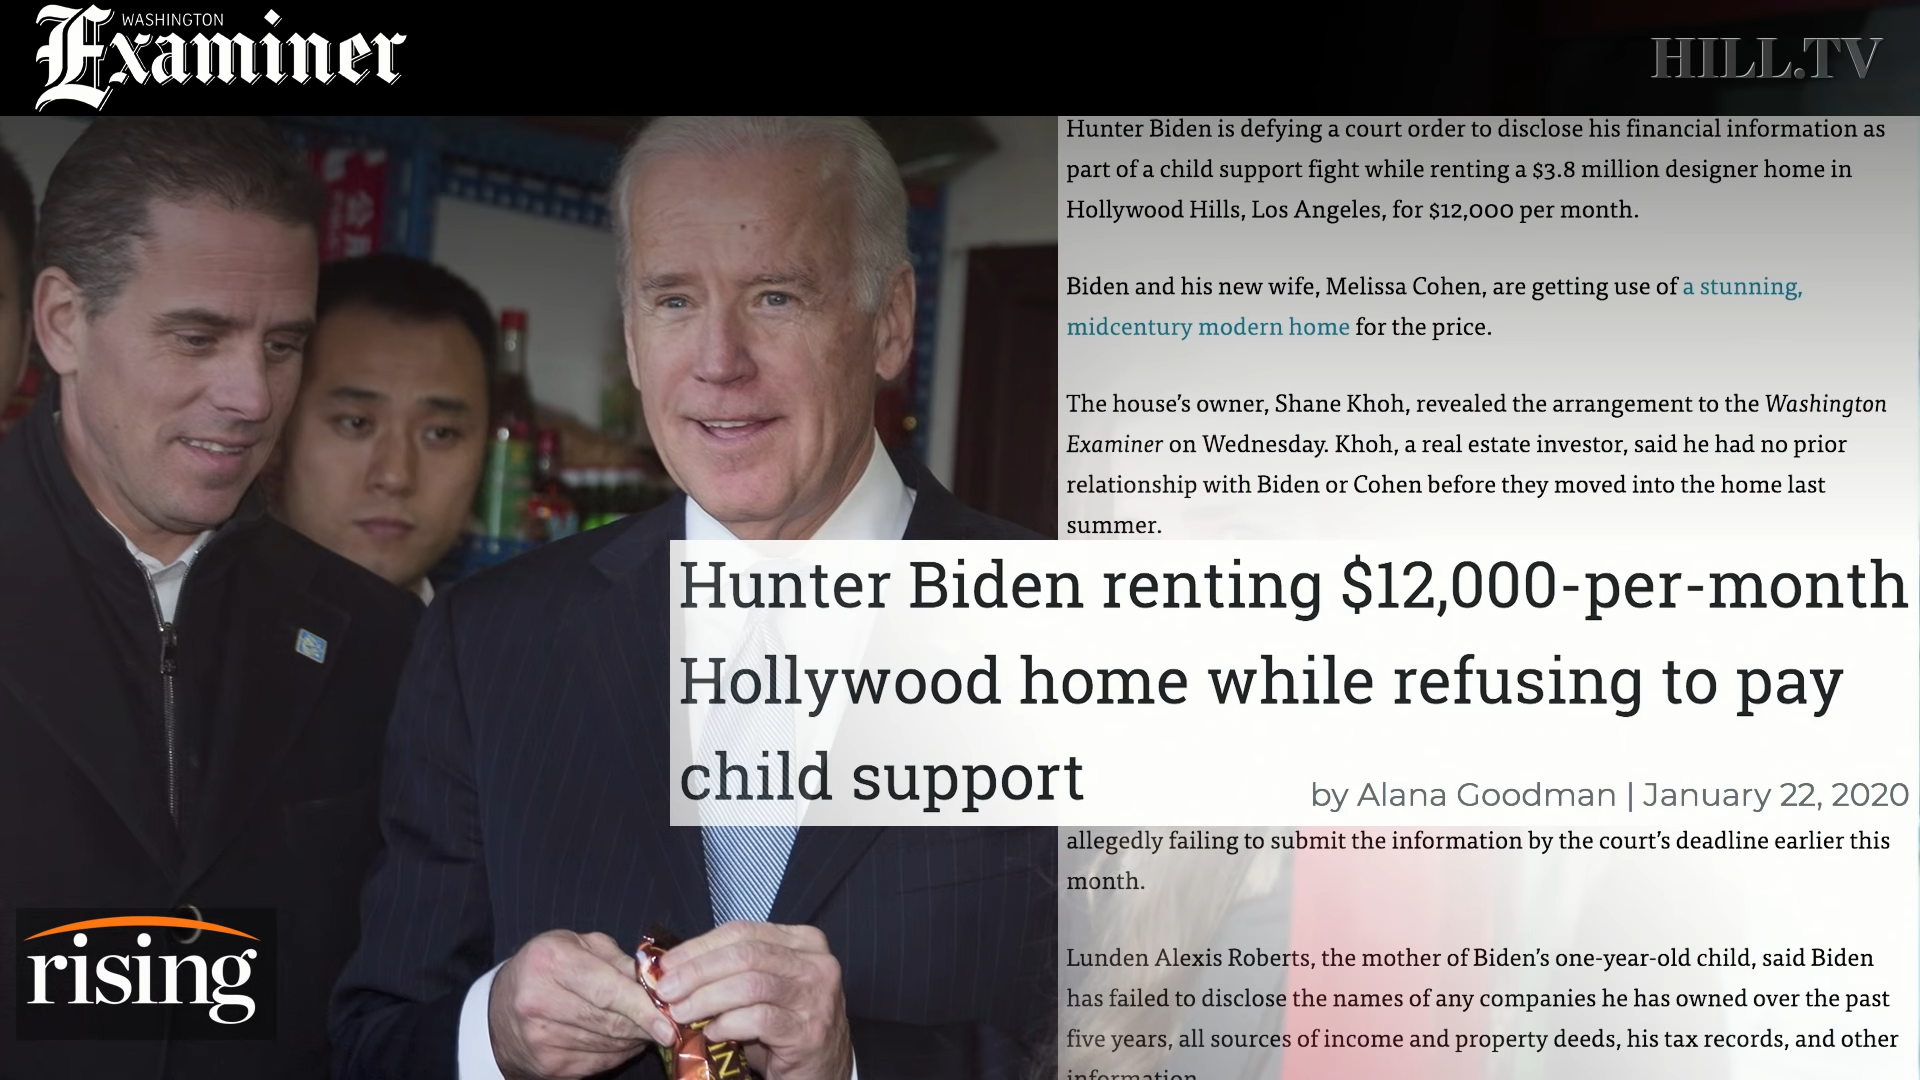 WASHINGTON
Examiner
HILL.TV
Hunter Biden is defying a court order to disclose his financial information as
part of a child support fight while renting a $3.8 million designer home in
Hollywood Hills, Los Angeles, for $12,000 per month.
Biden and his new wife, Melissa Cohen, are getting use of a stunning,
midcentury modern home for the price.
The house’s owner, Shane Khoh, revealed the arrangement to the Washington
Examiner on Wednesday. Khoh, a real estate investor, said he had no prior
relationship with Biden or Cohen before they moved into the home last
summer.
Hunter Biden renting $12,000-per-month
Hollywood home while refusing to pay
child support
by Alana Goodman | January 22, 2020
allegedly failing to submit the information by the court’s deadline earlier this
month.
Lunden Alexis Roberts, the mother of Biden’s one-year-old child, said Biden
has failed to disclose the names of any companies he has owned over the past
five years, all sources of income and property deeds, his tax records, and other
information.
rising